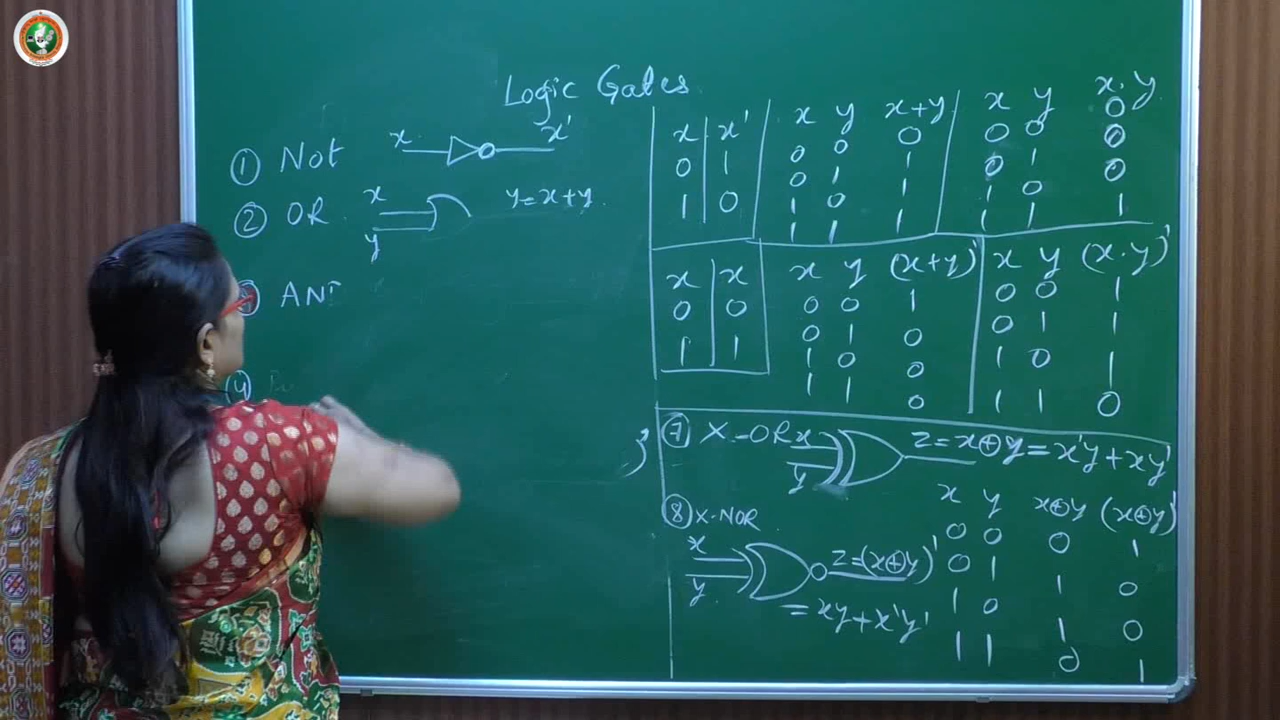 Logic Gates
① Not x x'
② OR x y y = x+y.
AND
④
x x'
0 1
1 0
x y x+y
0 0 0
0 1 1
1 0 1
1 1 1
x y x.y
0 0 0
0 1 0
1 0 0
1 1 1
x x
0 0
1 1
x y (x+y)'
0 0 1
0 1 0
1 0 0
1 1 0
x y (x.y)'
0 0 1
0 1 1
1 0 1
1 1 0
⑦ X-OR x y z=x⊕y=x'y+xy'
⑧ X-NOR
x y z=(x⊕y)'
=xy+x'y'
x y x⊕y (x⊕y)'
0 0 0 1
0 1 1 0
1 0 1 0
1 1 0 1